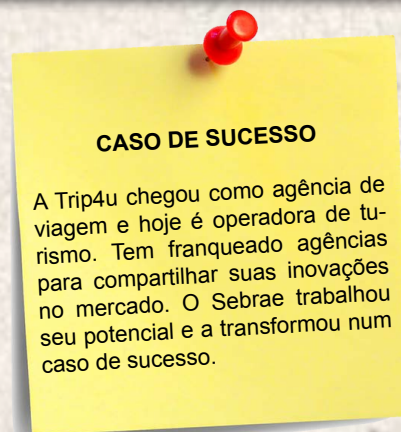 CASO DE SUCESSO
A Trip4u chegou como agência de
viagem e hoje é operadora de tu-
rismo. Tem franqueado agências
para compartilhar suas inovações
no mercado. O Sebrae trabalhou
seu potencial e a transformou num
caso de sucesso.